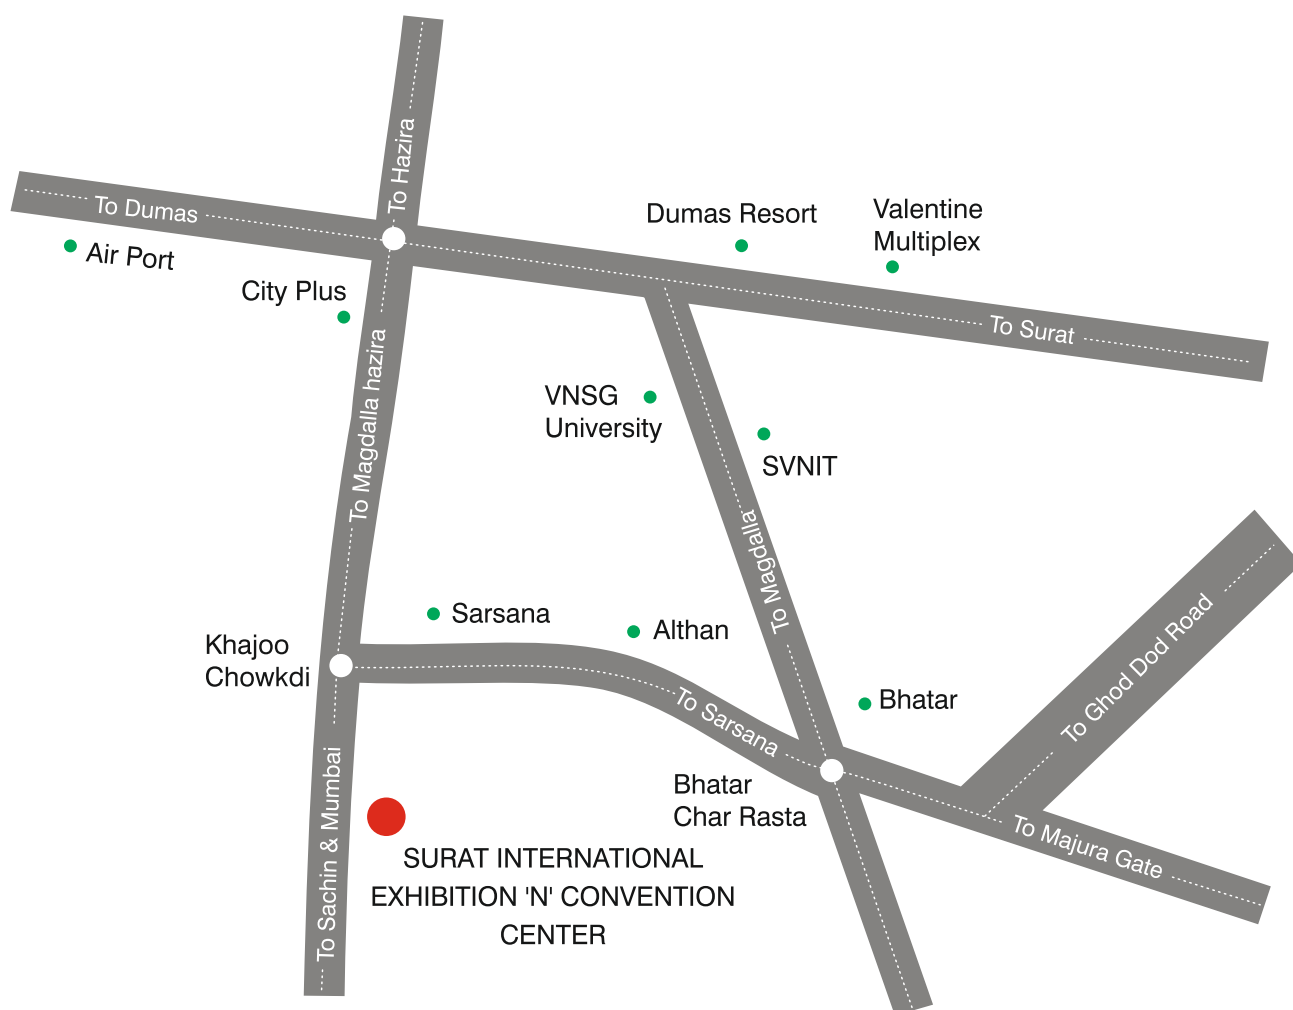 To Hazira
To Dumas
Air Port
Dumas Resort
Valentine
Multiplex
City Plus
To Surat
To Magdalla hazira
VNSG
University
SVNIT
To Magdalla
Sarsana
Althan
Khajoo
Chowkdi
To Sarsana
Bhatar
To Ghod Dod Road
Bhatar
Char Rasta
To Majura Gate
To Sachin & Mumbai
SURAT INTERNATIONAL
EXHIBITION 'N' CONVENTION
CENTER